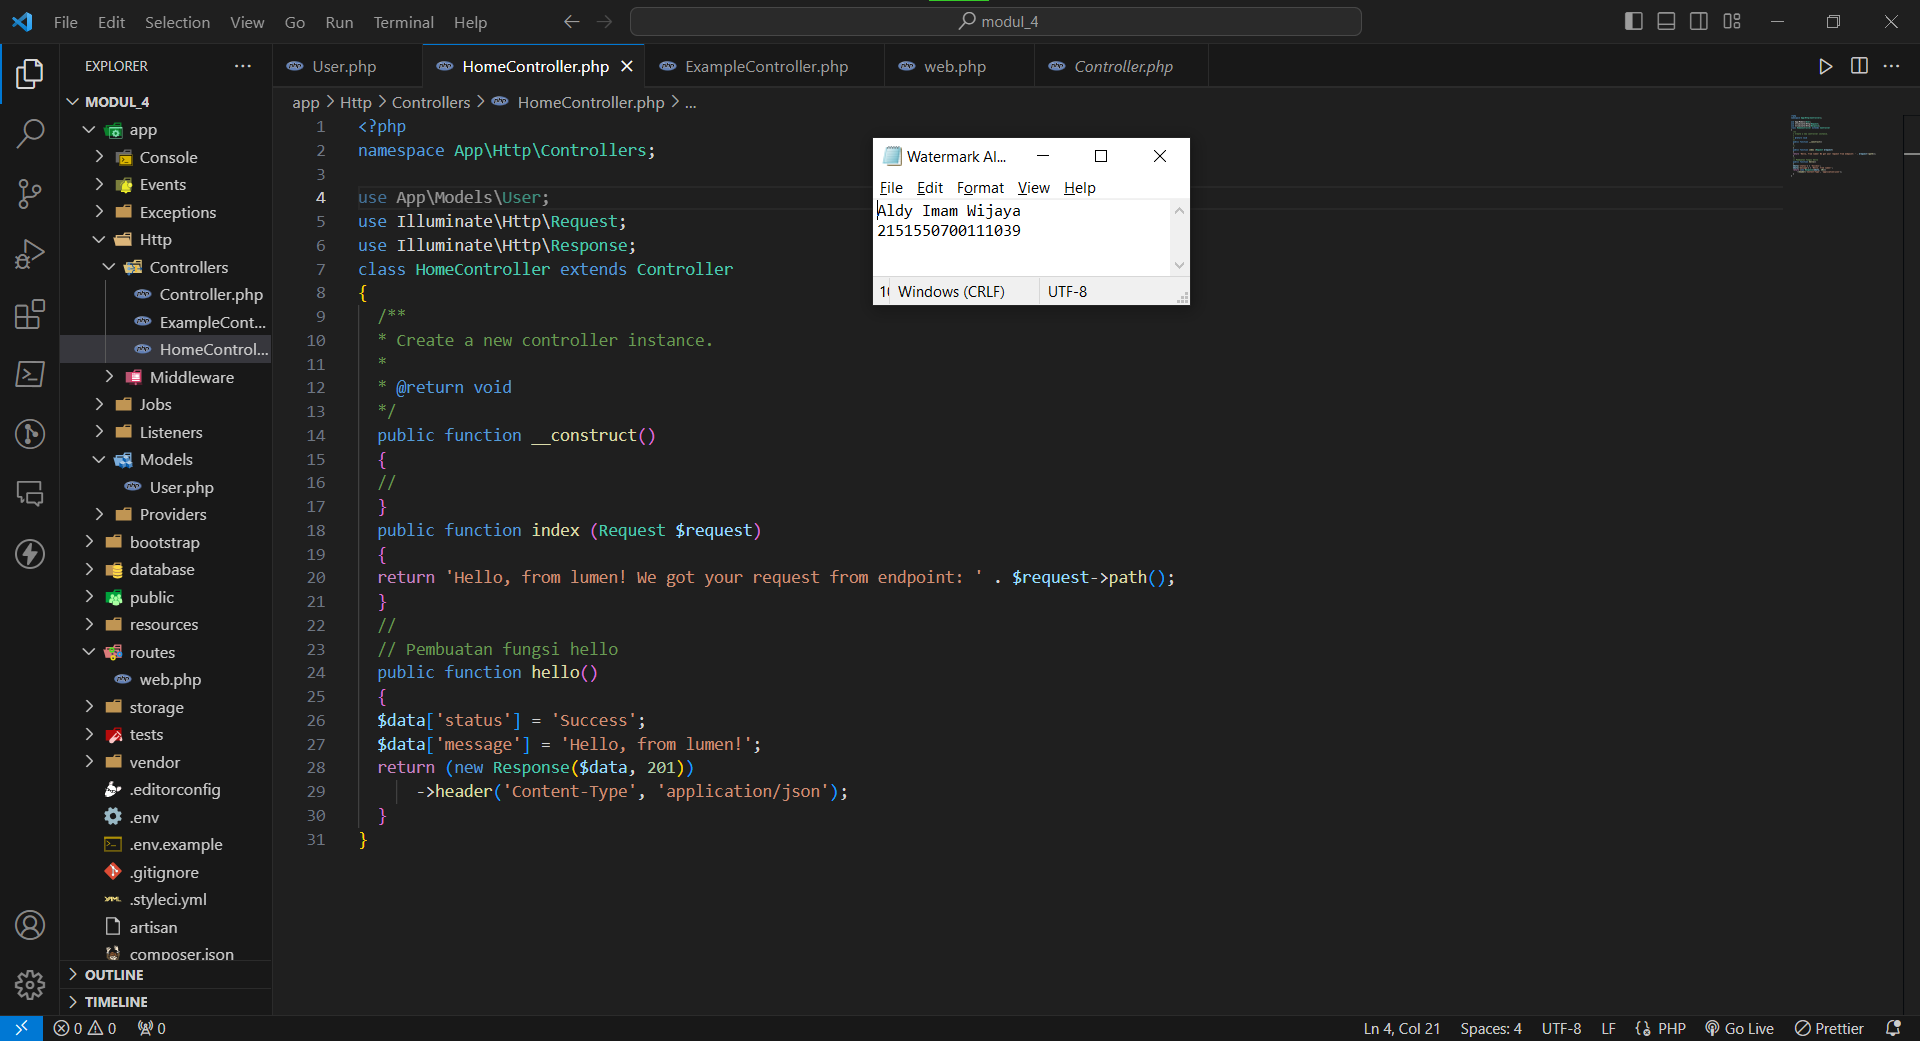 File Edit Selection View Go Run Terminal Help
modul_4
EXPLORER
MODUL_4
app
Console
Events
Exceptions
Http
Controllers
Controller.php
ExampleCont...
HomeControl...
Middleware
Jobs
Listeners
Models
User.php
Providers
bootstrap
database
public
resources
routes
web.php
storage
tests
vendor
.editorconfig
.env
.env.example
.gitignore
.styleci.yml
artisan
composer.json
OUTLINE
TIMELINE
User.php HomeController.php ExampleController.php web.php Controller.php
app > Http > Controllers > HomeController.php > ...
1 <?php
2 namespace App\Http\Controllers;
3
4 use App\Models\User;
5 use Illuminate\Http\Request;
6 use Illuminate\Http\Response;
7 class HomeController extends Controller
8 {
9 /**
10 * Create a new controller instance.
11 *
12 * @return void
13 */
14 public function __construct()
15 {
16 //
17 }
18 public function index (Request $request)
19 {
20 return 'Hello, from lumen! We got your request from endpoint: ' . $request->path();
21 }
22 //
23 // Pembuatan fungsi hello
24 public function hello()
25 {
26 $data['status'] = 'Success';
27 $data['message'] = 'Hello, from lumen!';
28 return (new Response($data, 201))
29 ->header('Content-Type', 'application/json');
30 }
31 }
Watermark Al...
File Edit Format View Help
Aldy Imam Wijaya
2151550700111039
Windows (CRLF) UTF-8
0 0 0
Ln 4, Col 21 Spaces: 4 UTF-8 LF PHP Go Live Prettier